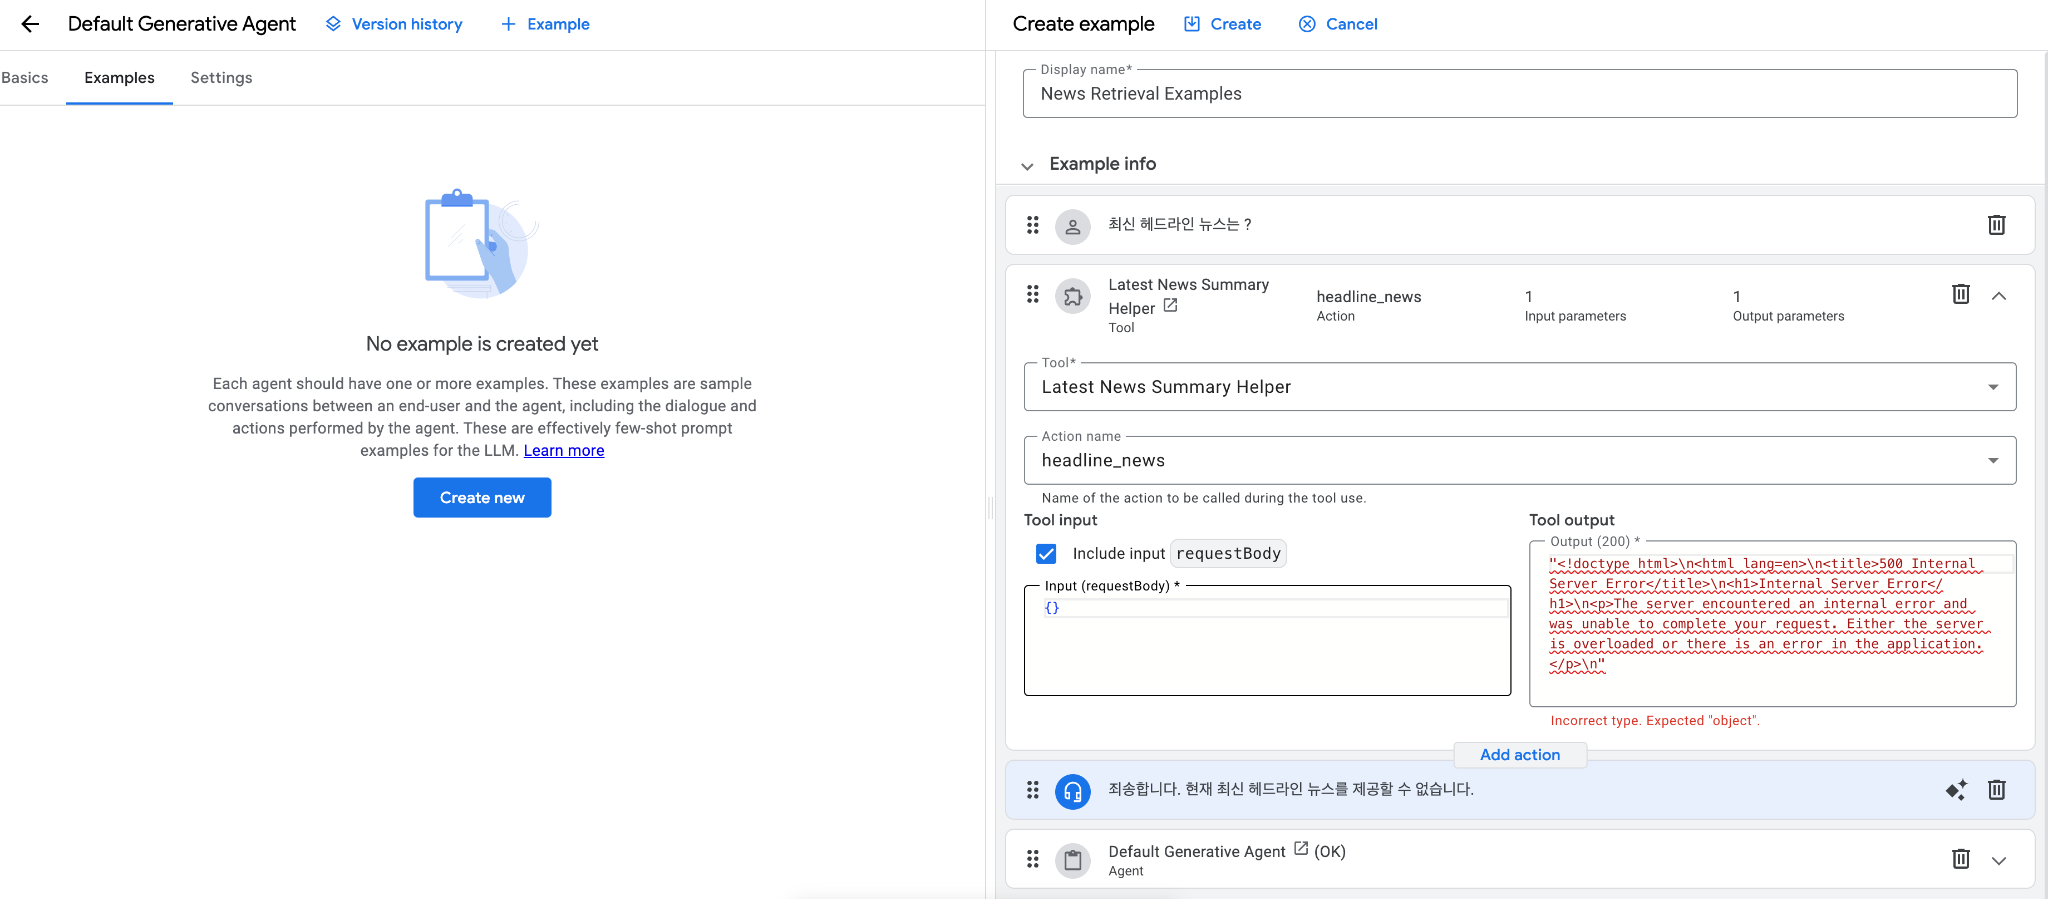 Default Generative Agent
Version history
Example
Basics
Examples
Settings
No example is created yet
Each agent should have one or more examples. These examples are sample
conversations between an end-user and the agent, including the dialogue and
actions performed by the agent. These are effectively few-shot prompt
examples for the LLM. Learn more
Create new
Create example
Create
Cancel
Display name*
News Retrieval Examples
Example info
최신 헤드라인 뉴스는 ?
Latest News Summary
Helper
Tool
headline_news
Action
1
Input parameters
1
Output parameters
Tool*
Latest News Summary Helper
Action name
headline_news
Name of the action to be called during the tool use.
Tool input
Include input requestBody
Input (requestBody) *
{}
Tool output
Output (200) *
"<!doctype html>\n<html lang=en>\n<title>500 Internal
Server Error</title>\n<h1>Internal Server Error</
h1>\n<p>The server encountered an internal error and
was unable to complete your request. Either the server
is overloaded or there is an error in the application.
</p>\n"
Incorrect type. Expected "object".
Add action
죄송합니다. 현재 최신 헤드라인 뉴스를 제공할 수 없습니다.
Default Generative Agent (OK)
Agent